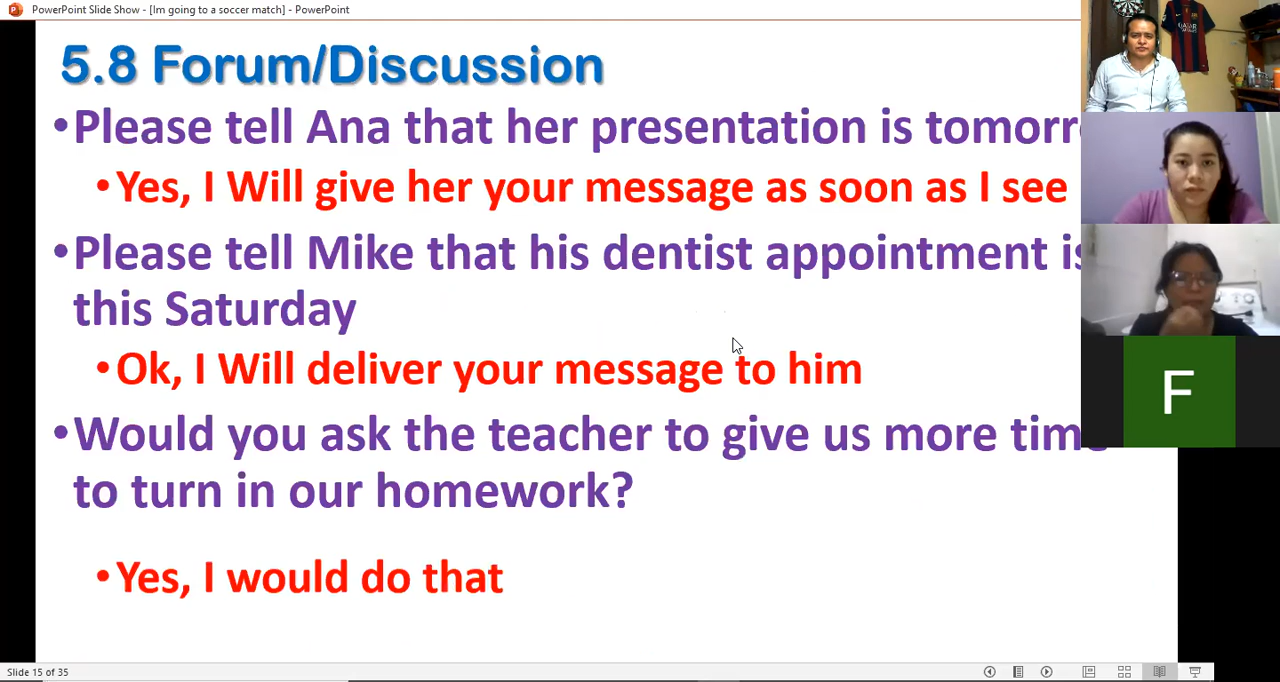 PowerPoint Slide Show - [Im going to a soccer match] - PowerPoint
5.8 Forum/Discussion
•Please tell Ana that her presentation is
•Yes, I Will give her your message as soon as I see
•Please tell Mike that his dentist appointment is
this Saturday
•Ok, I Will deliver your message to him
•Would you ask the teacher to give us more time
to turn in our homework?
•Yes, I would do that
F
Slide 15 of 35